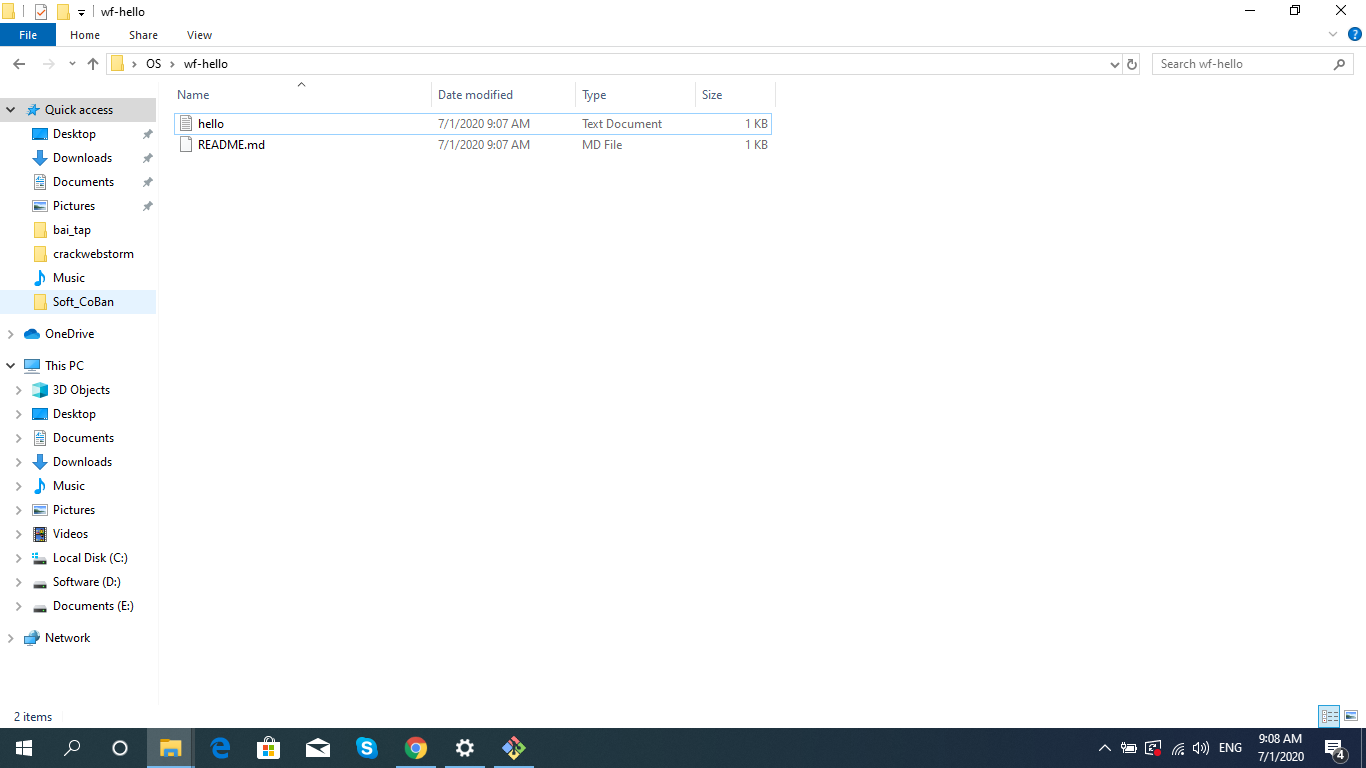 wf-hello
File Home Share View
OS wf-hello Search wf-hello
Name Date modified Type Size
hello 7/1/2020 9:07 AM Text Document 1 KB
README.md 7/1/2020 9:07 AM MD File 1 KB
Quick access
Desktop
Downloads
Documents
Pictures
bai_tap
crackwebstorm
Music
Soft_CoBan
OneDrive
This PC
3D Objects
Desktop
Documents
Downloads
Music
Pictures
Videos
Local Disk (C:)
Software (D:)
Documents (E:)
Network
2 items
ENG
9:08 AM
7/1/2020
4